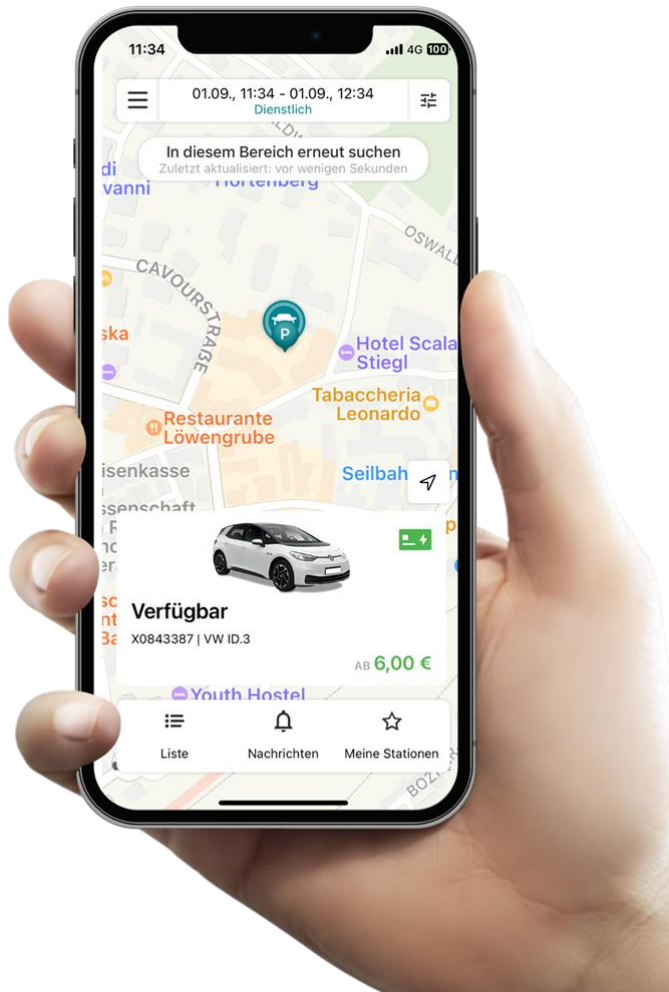 11:34
4G 100
01.09., 11:34 - 01.09., 12:34
Dienstlich
In diesem Bereich erneut suchen
Zuletzt aktualisiert: vor wenigen Sekunden
Hortenberg
CAVOURSTRAẞE
P
Hotel Scala
Stiegl
Tabaccheria
Leonardo
Restaurante
Löwengrube
Verfügbar
X0843387 | VW ID.3
AB 6,00 €
Youth Hostel
Liste
Nachrichten
Meine Stationen